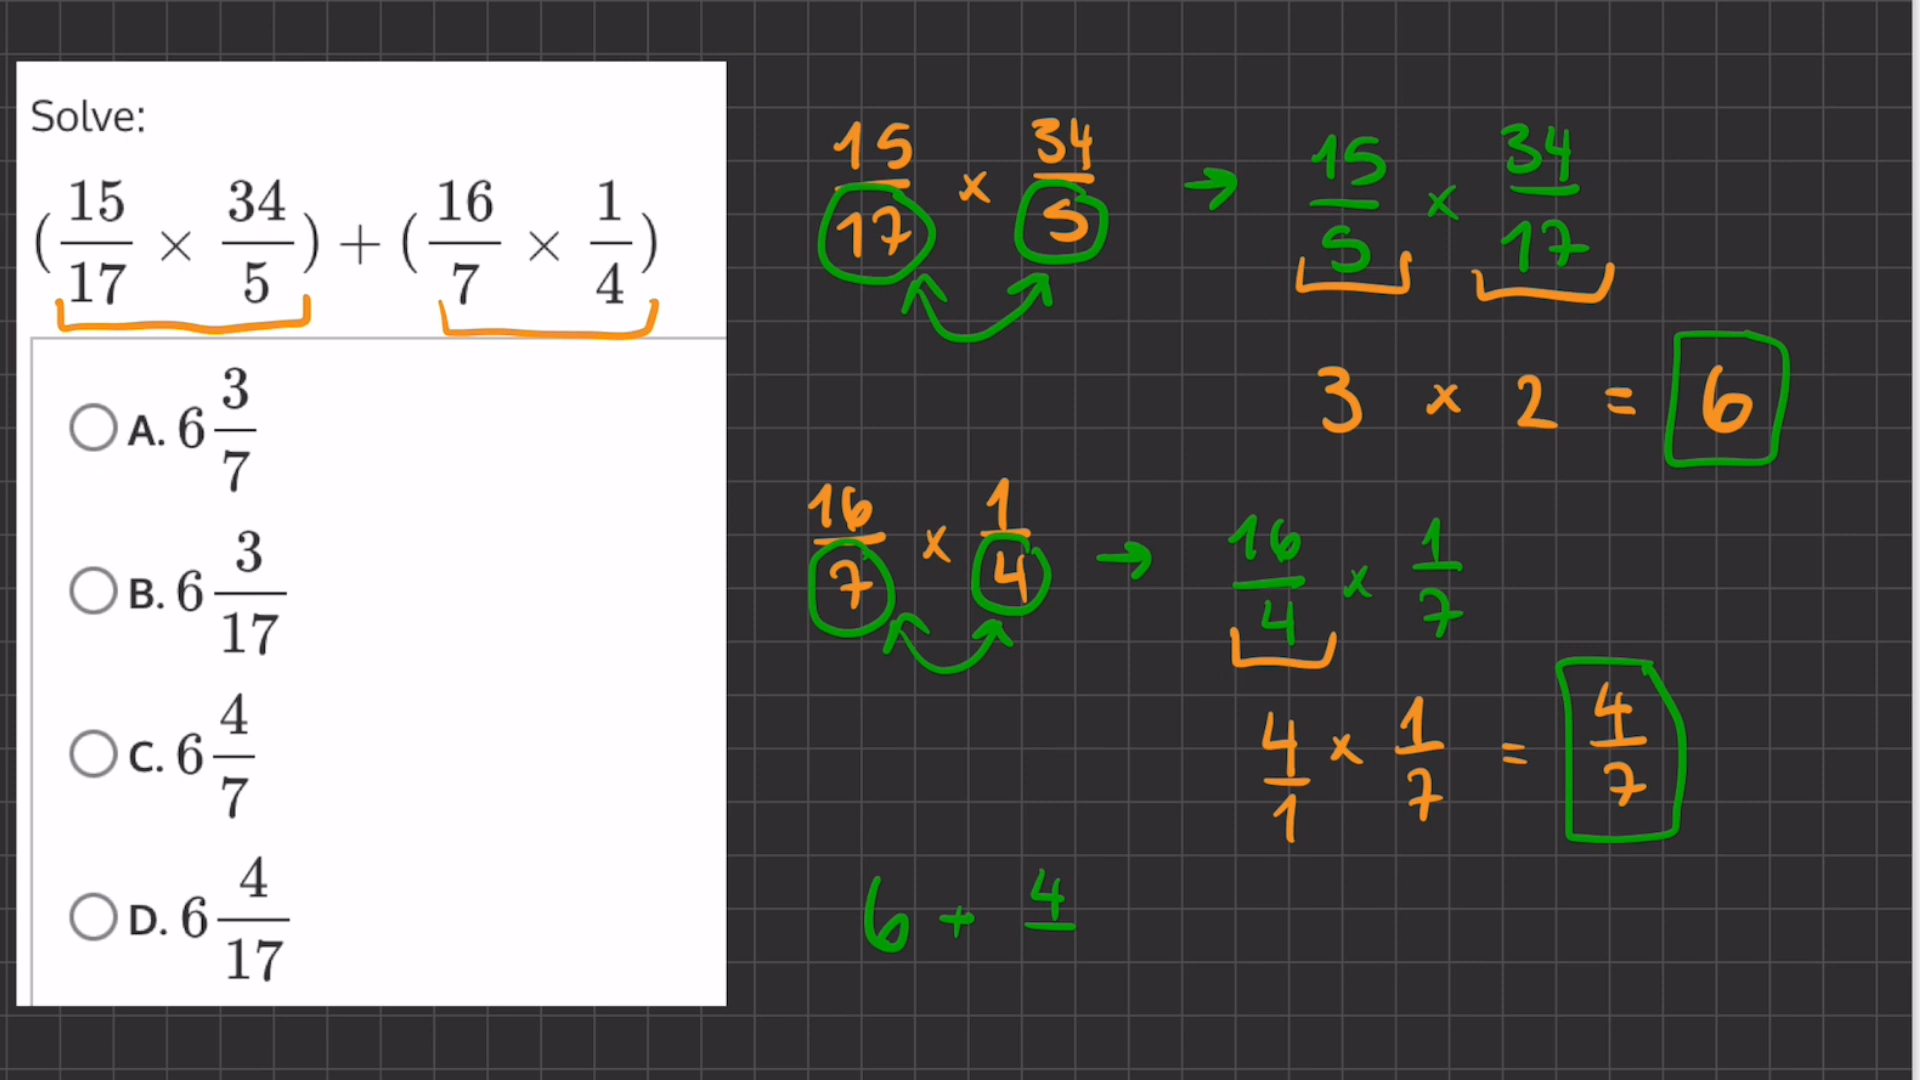 Solve:
(15/17 × 34/5) + (16/7 × 1/4)
A. 6 3/7
B. 6 3/17
C. 6 4/7
D. 6 4/17
15/17 × 34/5 → 15/5 × 34/17
3 × 2 = 6
16/7 × 1/4 → 16/4 × 1/7
4/1 × 1/7 = 4/7
6 + 4/